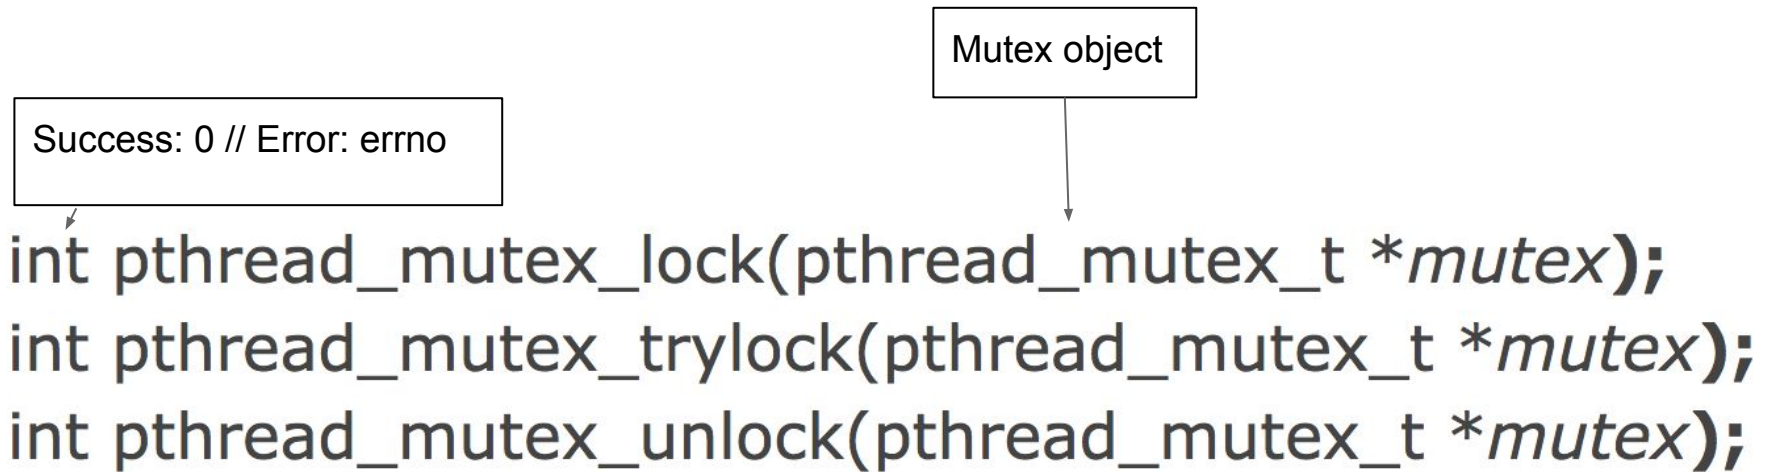 Mutex object
Success: 0 // Error: errno
int pthread_mutex_lock(pthread_mutex_t *mutex);
int pthread_mutex_trylock(pthread_mutex_t *mutex);
int pthread_mutex_unlock(pthread_mutex_t *mutex);